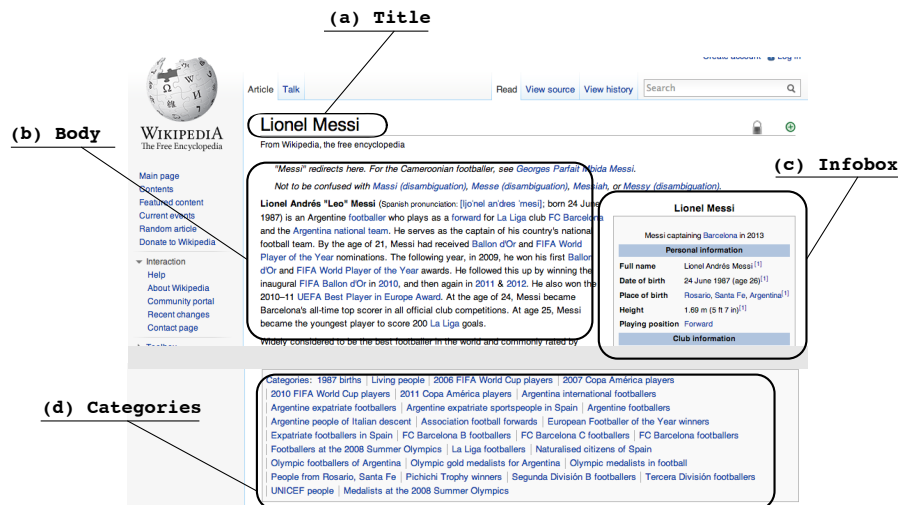 (a) Title
Create account Log in
Article Talk Read View source View history Search
WIKIPEDIA
The Free Encyclopedia
Lionel Messi
From Wikipedia, the free encyclopedia
(b) Body
(c) Infobox
Main page
Contents
Featured content
Current events
Random article
Donate to Wikipedia
Interaction
Help
About Wikipedia
Community portal
Recent changes
Contact page
Toolbox
"Messi" redirects here. For the Cameroonian footballer, see Georges Parfait Mbida Messi.
Not to be confused with Massi (disambiguation), Messe (disambiguation), Messiah, or Messy (disambiguation).
Lionel Andrés "Leo" Messi (Spanish pronunciation: [ljoˈnel anˈdres ˈmesi]; born 24 June
1987) is an Argentine footballer who plays as a forward for La Liga club FC Barcelona
and the Argentina national team. He serves as the captain of his country's national
football team. By the age of 21, Messi had received Ballon d'Or and FIFA World
Player of the Year nominations. The following year, in 2009, he won his first Ballon
d'Or and FIFA World Player of the Year awards. He followed this up by winning the
inaugural FIFA Ballon d'Or in 2010, and then again in 2011 & 2012. He also won the
2010–11 UEFA Best Player in Europe Award. At the age of 24, Messi became
Barcelona's all-time top scorer in all official club competitions. At age 25, Messi
became the youngest player to score 200 La Liga goals.
Widely considered to be the best footballer in the world and commonly rated by
Lionel Messi
Messi captaining Barcelona in 2013
Personal information
Full name Lionel Andrés Messi[1]
Date of birth 24 June 1987 (age 26)[1]
Place of birth Rosario, Santa Fe, Argentina[1]
Height 1.69 m (5 ft 7 in)[1]
Playing position Forward
Club information
(d) Categories
Categories: 1987 births | Living people | 2006 FIFA World Cup players | 2007 Copa América players
| 2010 FIFA World Cup players | 2011 Copa América players | Argentina international footballers
| Argentine expatriate footballers | Argentine expatriate sportspeople in Spain | Argentine footballers
| Argentine people of Italian descent | Association football forwards | European Footballer of the Year winners
| Expatriate footballers in Spain | FC Barcelona B footballers | FC Barcelona C footballers | FC Barcelona footballers
| Footballers at the 2008 Summer Olympics | La Liga footballers | Naturalised citizens of Spain
| Olympic footballers of Argentina | Olympic gold medalists for Argentina | Olympic medalists in football
| People from Rosario, Santa Fe | Pichichi Trophy winners | Segunda División B footballers | Tercera División footballers
| UNICEF people | Medalists at the 2008 Summer Olympics